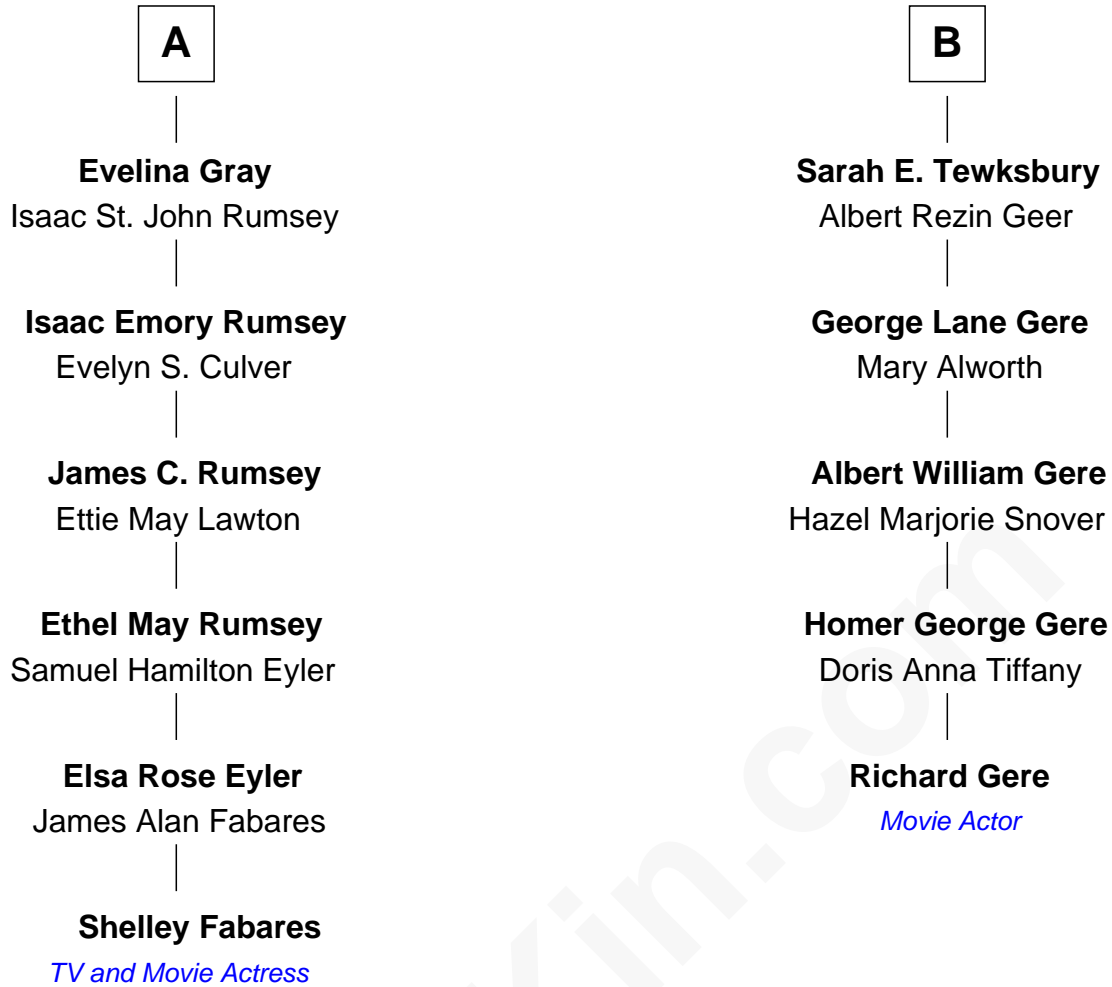 A
Evelina Gray
Isaac St. John Rumsey
Isaac Emory Rumsey
Evelyn S. Culver
James C. Rumsey
Ettie May Lawton
Ethel May Rumsey
Samuel Hamilton Eyler
Elsa Rose Eyler
James Alan Fabares
Shelley Fabares
TV and Movie Actress
B
Sarah E. Tewksbury
Albert Rezin Geer
George Lane Gere
Mary Alworth
Albert William Gere
Hazel Marjorie Snover
Homer George Gere
Doris Anna Tiffany
Richard Gere
Movie Actor
Kin.com